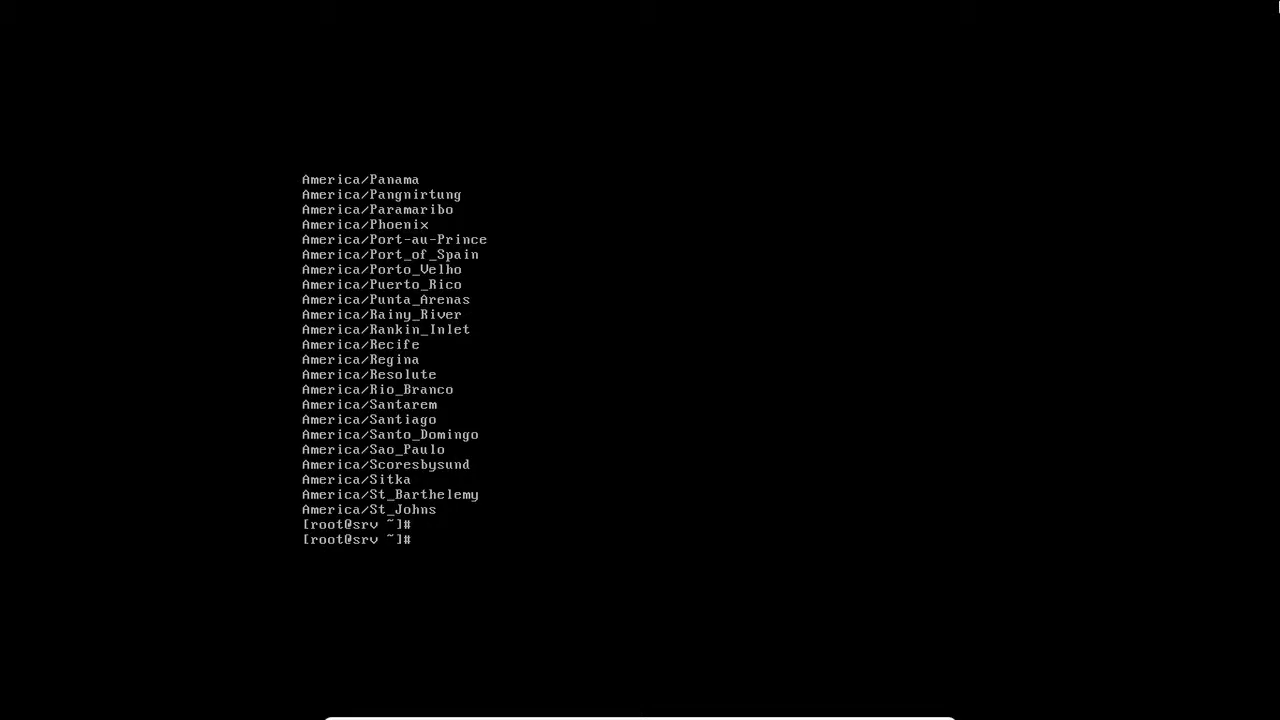 America/Panama
America/Pangnirtung
America/Paramaribo
America/Phoenix
America/Port-au-Prince
America/Port_of_Spain
America/Porto_Velho
America/Puerto_Rico
America/Punta_Arenas
America/Rainy_River
America/Rankin_Inlet
America/Recife
America/Regina
America/Resolute
America/Rio_Branco
America/Santarem
America/Santiago
America/Santo_Domingo
America/Sao_Paulo
America/Scoresbysund
America/Sitka
America/St_Barthelemy
America/St_Johns
[root@srv ~]#
[root@srv ~]#